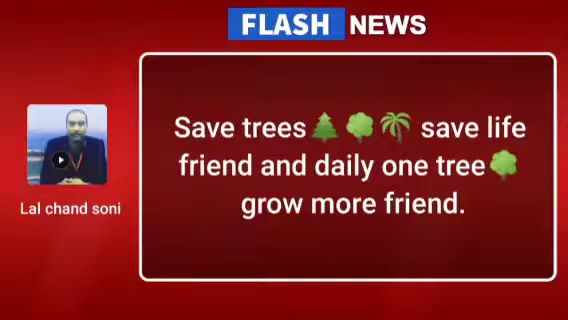 FLASH NEWS
Save trees🌲🌳🌴 save life
friend and daily one tree🌳
grow more friend.
Lal chand soni